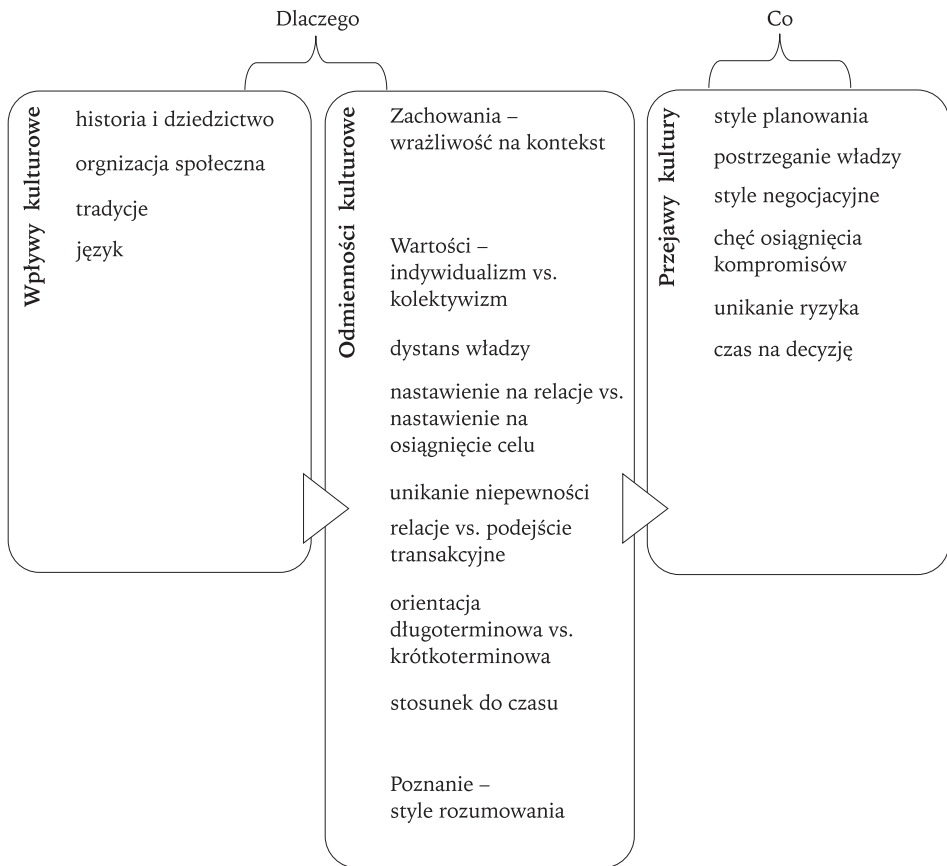 Dlaczego
Co
Wpływy kulturowe
historia i dziedzictwo
orgnizacja społeczna
tradycje
język
Odmienności kulturowe
Zachowania –
wrażliwość na kontekst
Wartości –
indywidualizm vs.
kolektywizm
dystans władzy
nastawienie na relacje vs.
nastawienie na
osiągnięcie celu
unikanie niepewności
relacje vs. podejście
transakcyjne
orientacja
długoterminowa vs.
krótkoterminowa
stosunek do czasu
Poznanie –
style rozumowania
Przejawy kultury
style planowania
postrzeganie władzy
style negocjacyjne
chęć osiągnięcia
kompromisów
unikanie ryzyka
czas na decyzję